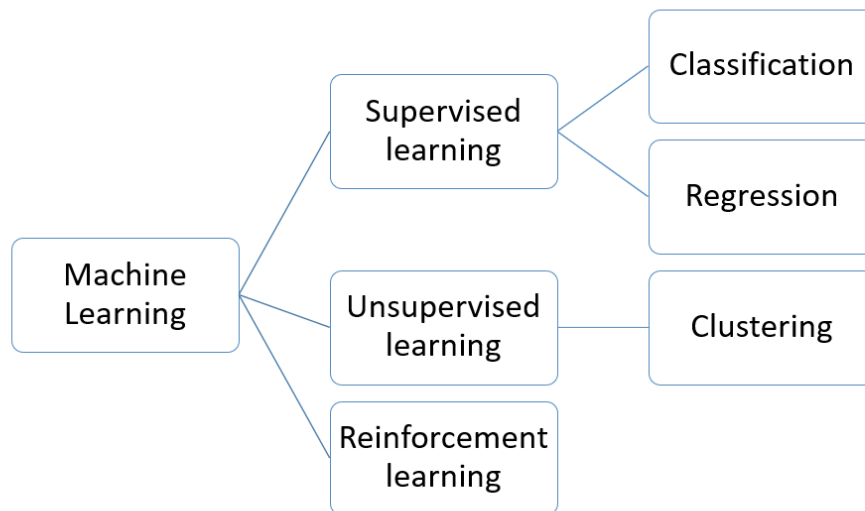 Machine
Learning
Supervised
learning
Classification
Regression
Unsupervised
learning
Clustering
Reinforcement
learning